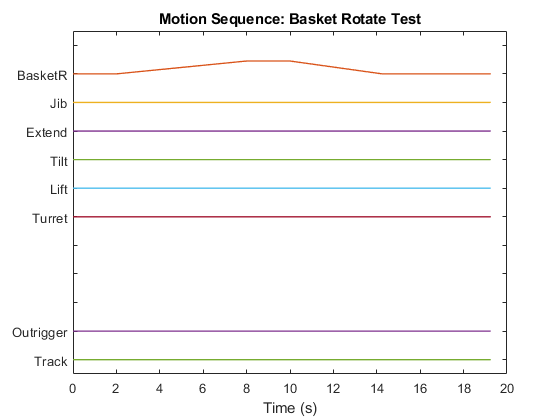 Motion Sequence: Basket Rotate Test
BasketR
Jib
Extend
Tilt
Lift
Turret
Outrigger
Track
0 2 4 6 8 10 12 14 16 18 20
Time (s)